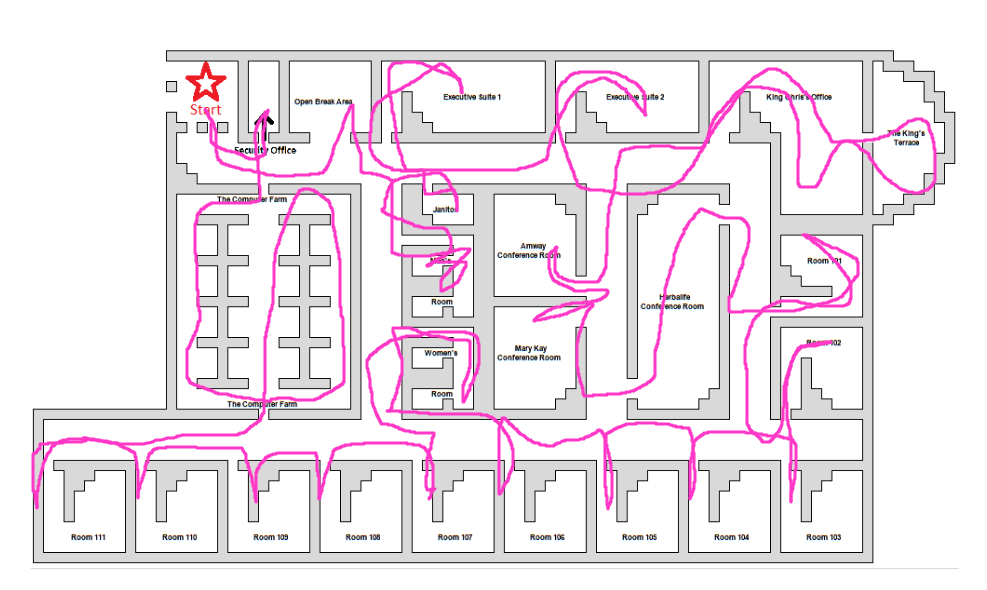 Start
Open Break Area
Executive Suite 1
Executive Suite 2
King Chris's Office
The King's
Terrace
Security Office
The Computer Farm
Janitor
Amway
Conference Room
Men's
Room
Room 101
Herbalife
Conference Room
Women's
Room
Mary Kay
Conference Room
Room 102
The Computer Farm
Room 111
Room 110
Room 109
Room 108
Room 107
Room 106
Room 105
Room 104
Room 103